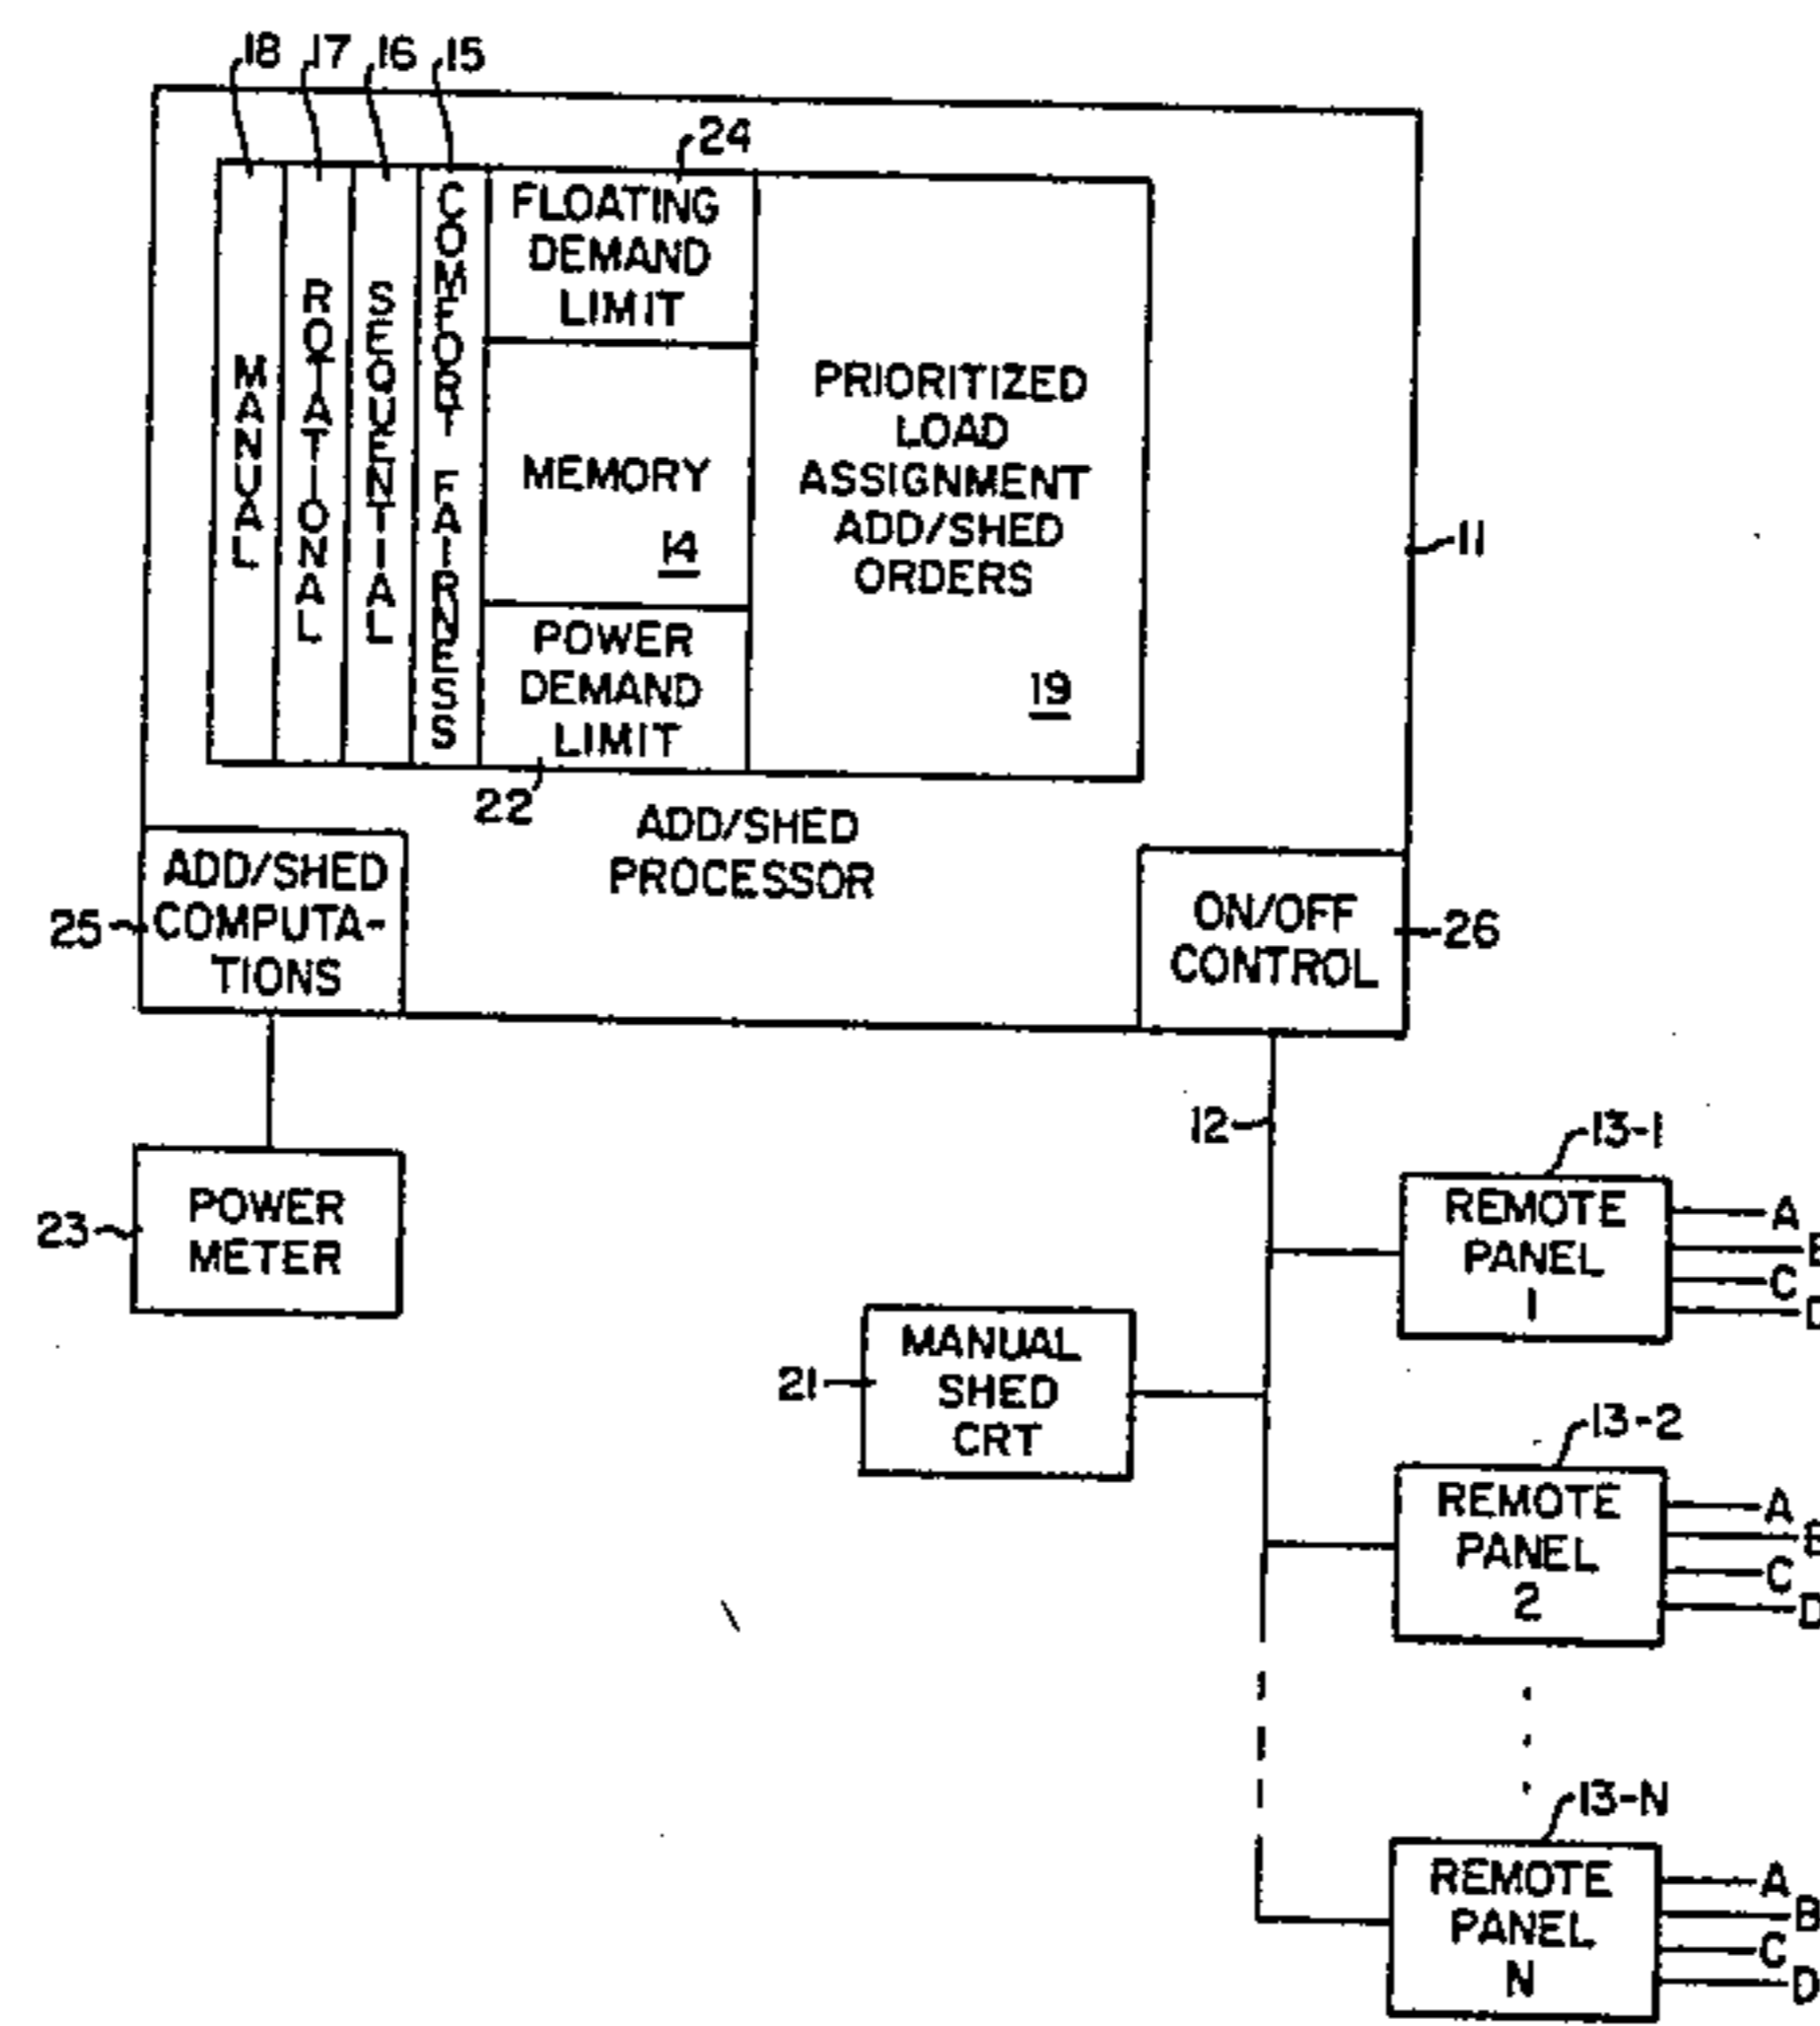 18 17 16 15
24
MANUAL
ROTATIONAL
SEQUENTIAL
COMFORT FAIRNESS
FLOATING
DEMAND
LIMIT
MEMORY
14
POWER
DEMAND
LIMIT
22
PRIORITIZED
LOAD
ASSIGNMENT
ADD/SHED
ORDERS
19
11
ADD/SHED
PROCESSOR
25
ADD/SHED
COMPUTA-
TIONS
ON/OFF
CONTROL
26
12
23
POWER
METER
21
MANUAL
SHED
CRT
13-1
REMOTE
PANEL
1
A
B
C
D
13-2
REMOTE
PANEL
2
A
B
C
D
13-N
REMOTE
PANEL
N
A
B
C
D